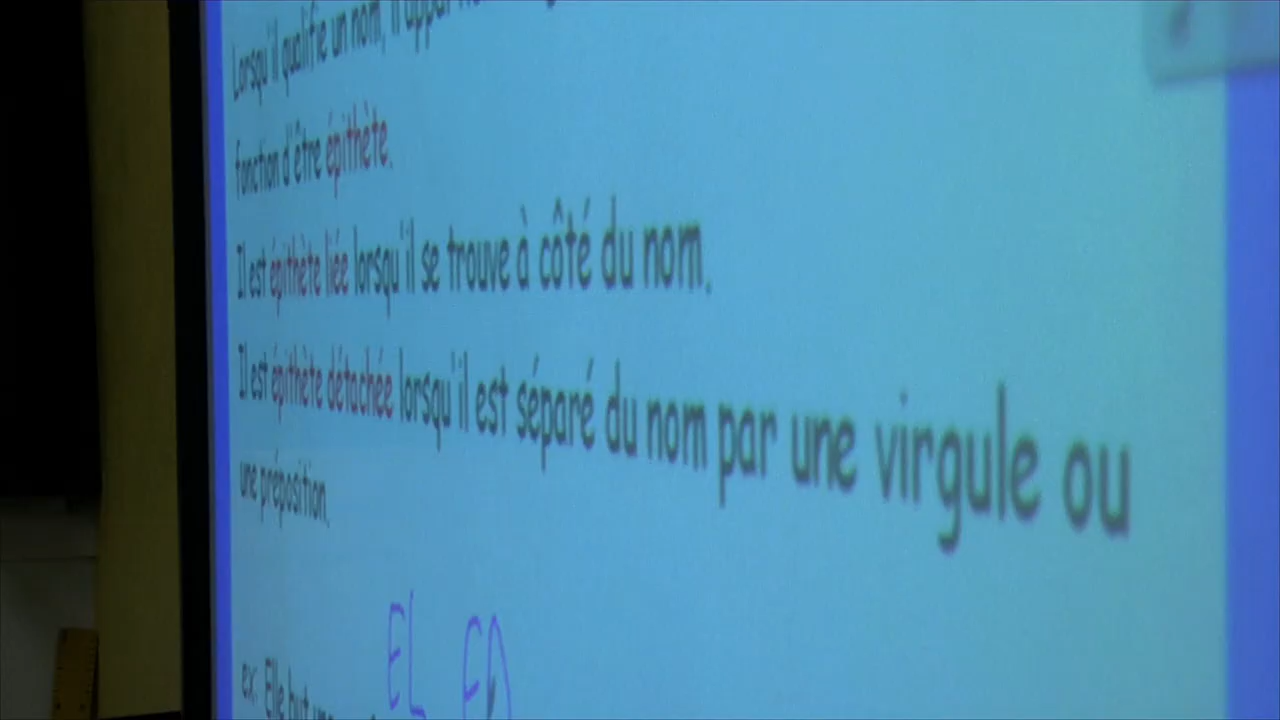 Lorsqu'il qualifie un nom, il
fonction d'être épithète.
Il est épithète liée lorsqu'il se trouve à côté du nom.
Il est épithète détachée lorsqu'il est séparé du nom par une virgule ou
une préposition.
EL ED
ex: Elle but une